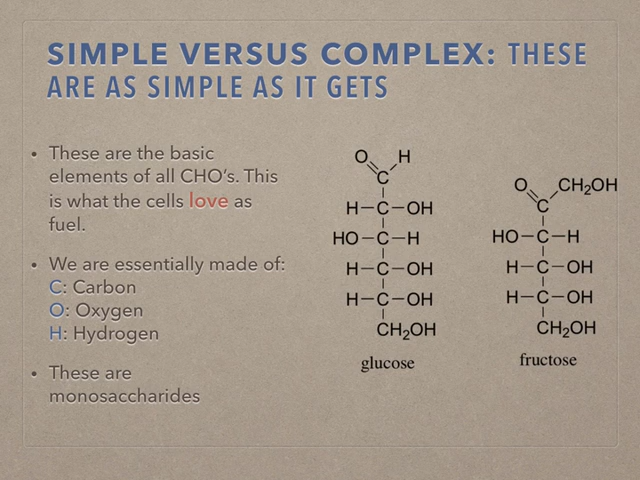 SIMPLE VERSUS COMPLEX: THESE
ARE AS SIMPLE AS IT GETS
• These are the basic
elements of all CHO’s. This
is what the cells love as
fuel.
• We are essentially made of:
C: Carbon
O: Oxygen
H: Hydrogen
• These are
monosaccharides
O H
C
H C OH
HO C H
H C OH
H C OH
CH2OH
glucose
O CH2OH
C
HO C H
H C OH
H C OH
CH2OH
fructose